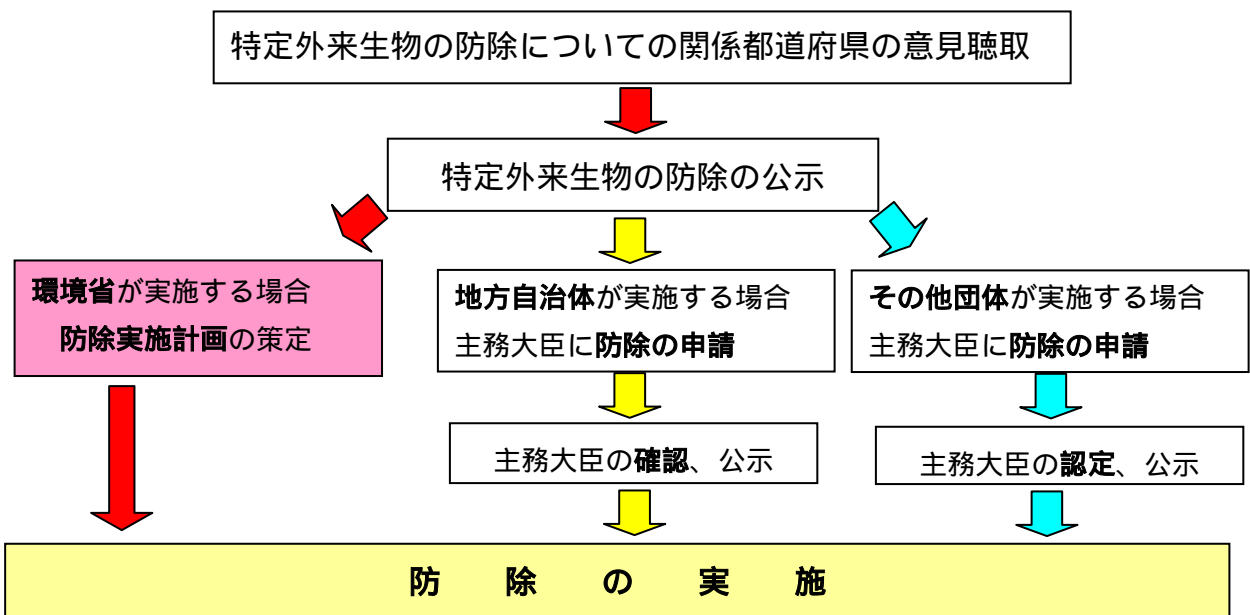 特定外来生物の防除についての関係都道府県の意見聴取
特定外来生物の防除の公示
環境省が実施する場合
防除実施計画の策定
地方自治体が実施する場合
主務大臣に防除の申請
その他団体が実施する場合
主務大臣に防除の申請
主務大臣の確認、公示
主務大臣の認定、公示
防 除 の 実 施